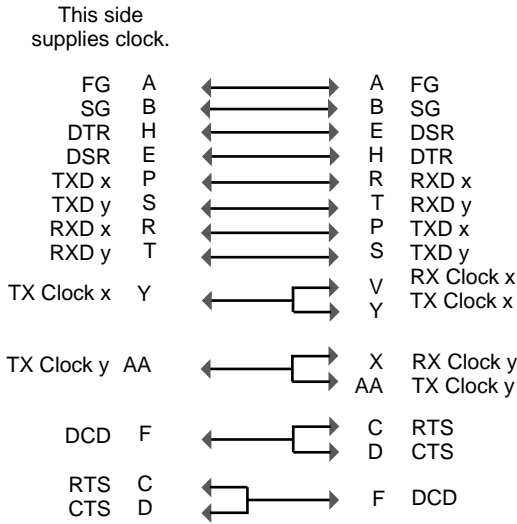 This side
supplies clock.
FG A A FG
SG B B SG
DTR H E DSR
DSR E H DTR
TXD x P R RXD x
TXD y S T RXD y
RXD x R P TXD x
RXD y T S TXD y
TX Clock x Y V RX Clock x
Y TX Clock x
TX Clock y AA X RX Clock y
AA TX Clock y
DCD F C RTS
D CTS
RTS C F DCD
CTS D